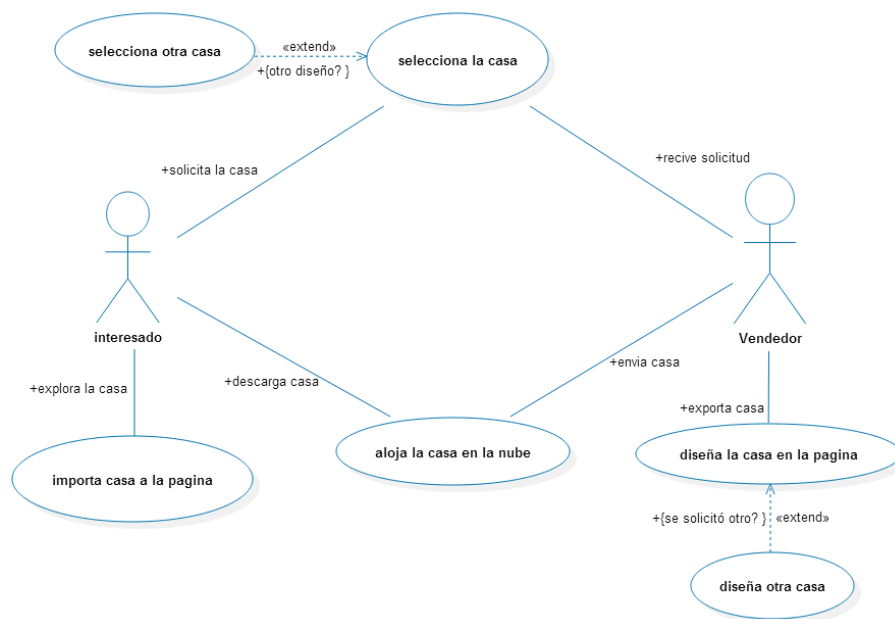 selecciona otra casa
«extend»
+{otro diseño? }
selecciona la casa
+solicita la casa
+recive solicitud
interesado
Vendedor
+explora la casa
+descarga casa
+envia casa
+exporta casa
importa casa a la pagina
aloja la casa en la nube
diseña la casa en la pagina
+{se solicitó otro? }
«extend»
diseña otra casa